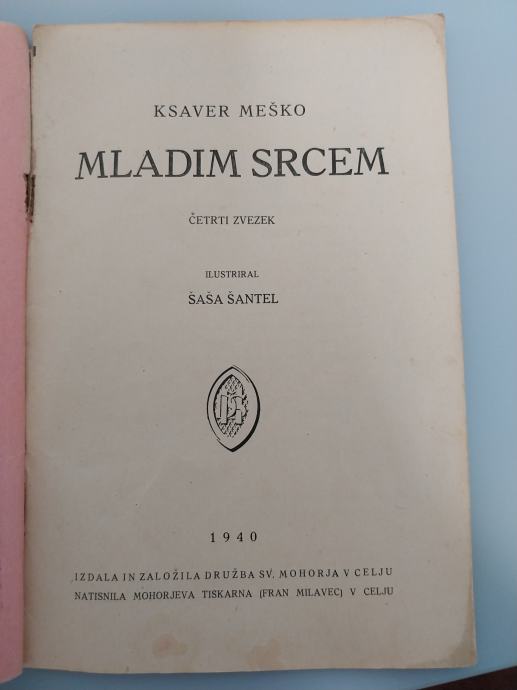 KSAVER MEŠKO
MLADIM SRCEM
ČETRTI ZVEZEK
ILUSTRIRAL
ŠAŠA ŠANTEL
1940
IZDALA IN ZALOŽILA DRUŽBA SV. MOHORJA V CELJU
NATISNILA MOHORJEVA TISKARNA (FRAN MILAVEC) V CELJU